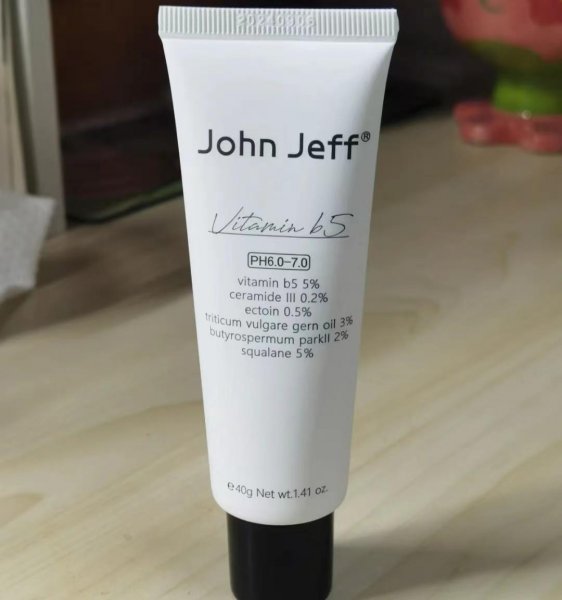 20240306
John Jeff®
Vitamin b5
PH6.0-7.0
vitamin b5 5%
ceramide III 0.2%
ectoin 0.5%
triticum vulgare gern oil 3%
butyrospermum parkII 2%
squalane 5%
℮40g Net wt.1.41 oz.